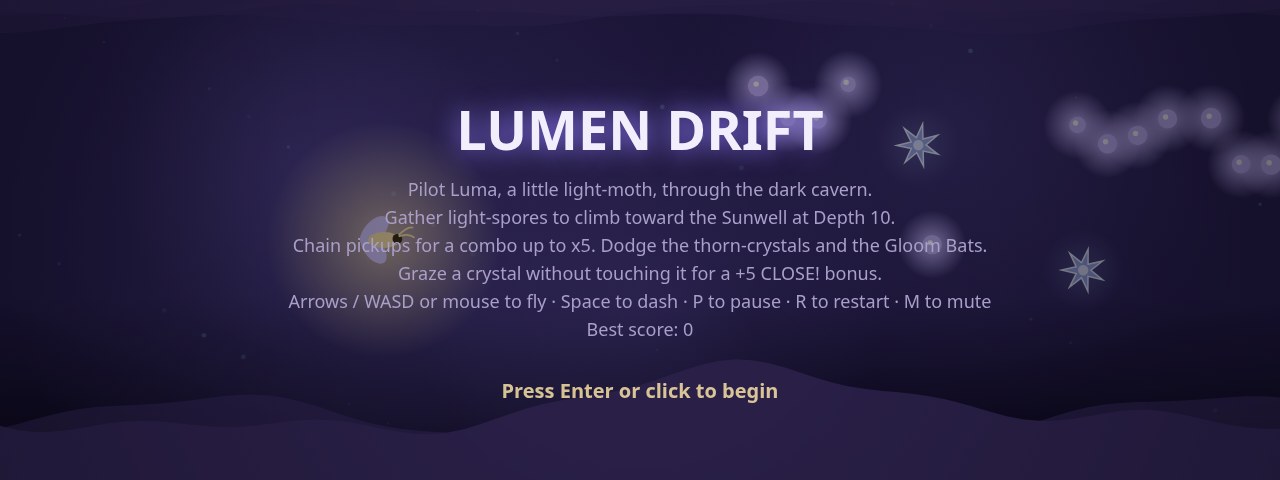 LUMEN DRIFT
Pilot Luma, a little light-moth, through the dark cavern.
Gather light-spores to climb toward the Sunwell at Depth 10.
Chain pickups for a combo up to x5. Dodge the thorn-crystals and the Gloom Bats.
Graze a crystal without touching it for a +5 CLOSE! bonus.
Arrows / WASD or mouse to fly · Space to dash · P to pause · R to restart · M to mute
Best score: 0
Press Enter or click to begin